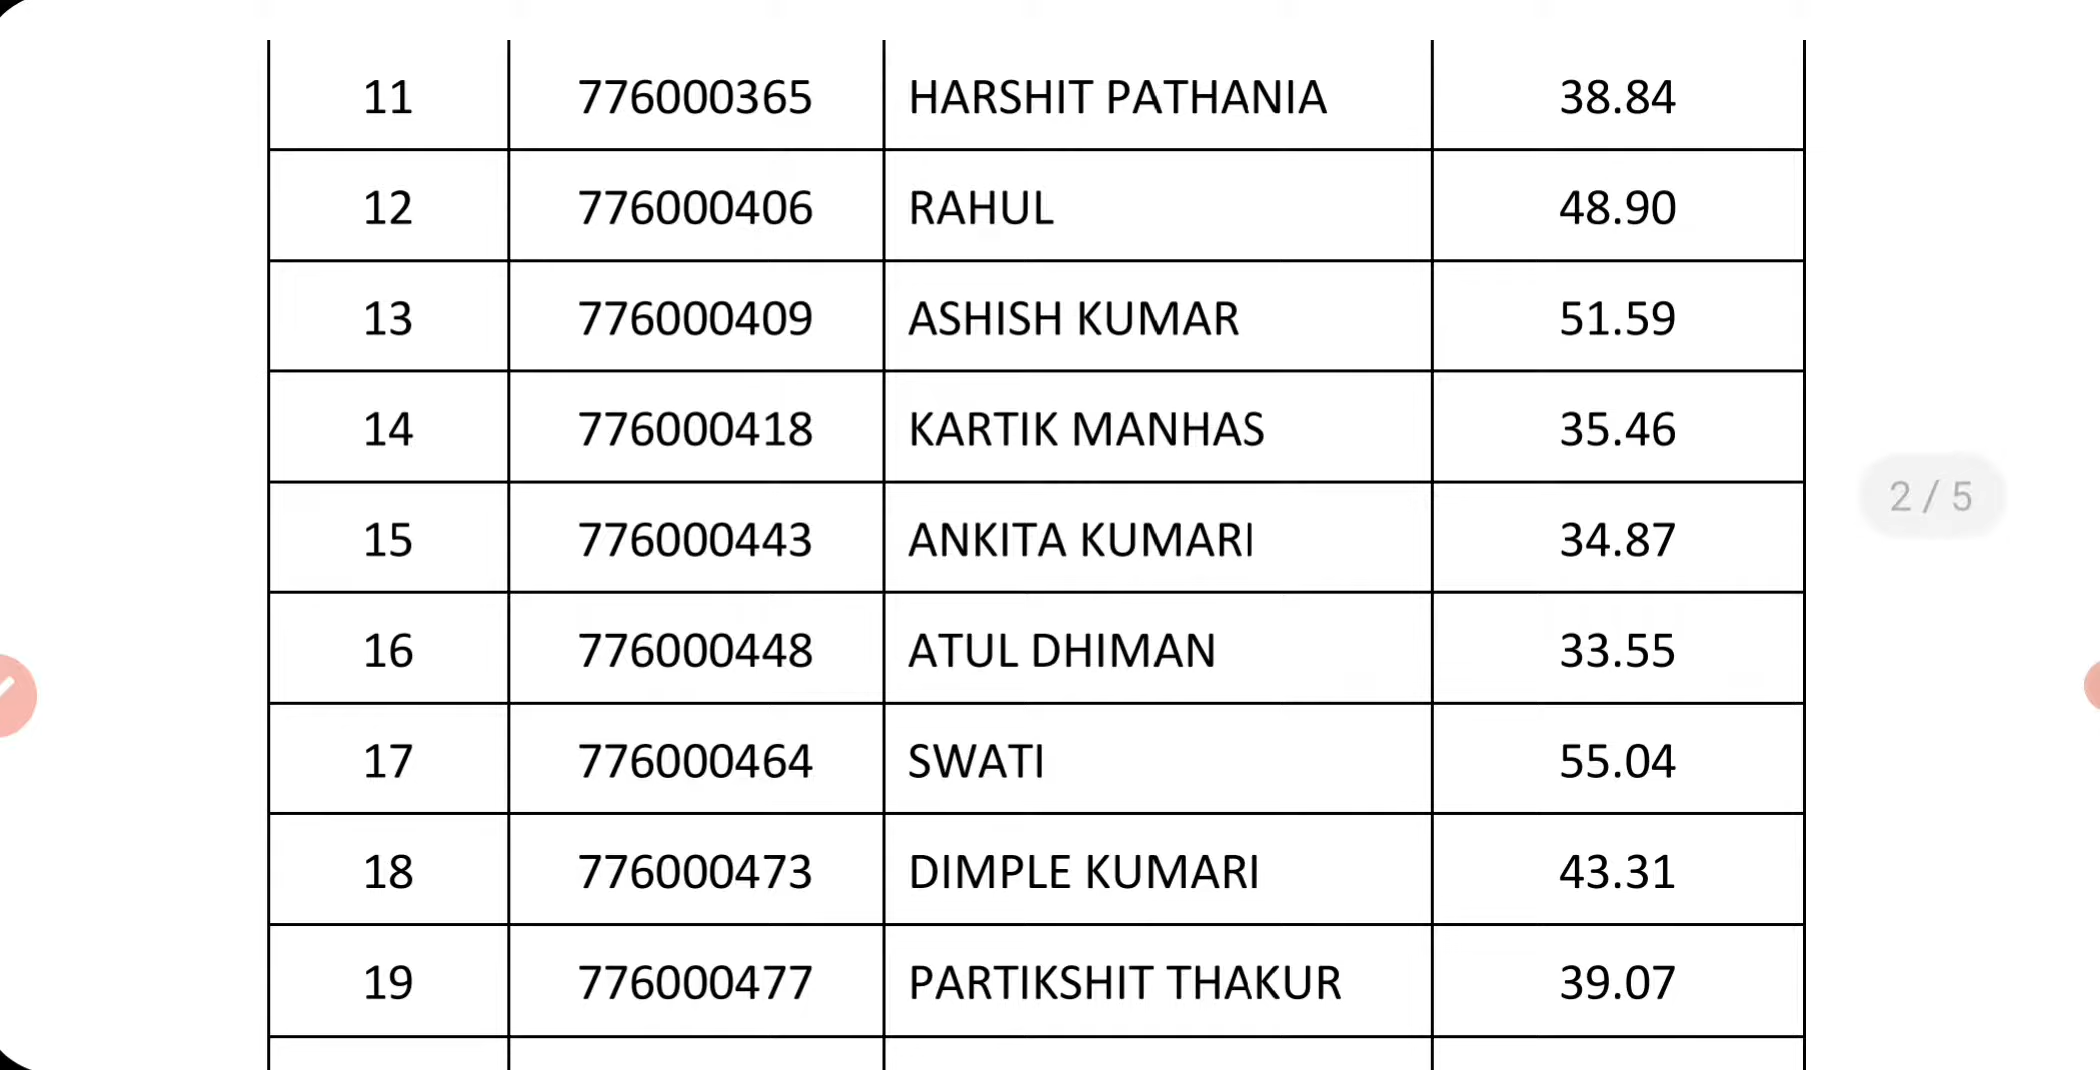 11 776000365 HARSHIT PATHANIA 38.84
12 776000406 RAHUL 48.90
13 776000409 ASHISH KUMAR 51.59
14 776000418 KARTIK MANHAS 35.46
15 776000443 ANKITA KUMARI 34.87
16 776000448 ATUL DHIMAN 33.55
17 776000464 SWATI 55.04
18 776000473 DIMPLE KUMARI 43.31
19 776000477 PARTIKSHIT THAKUR 39.07
2 / 5